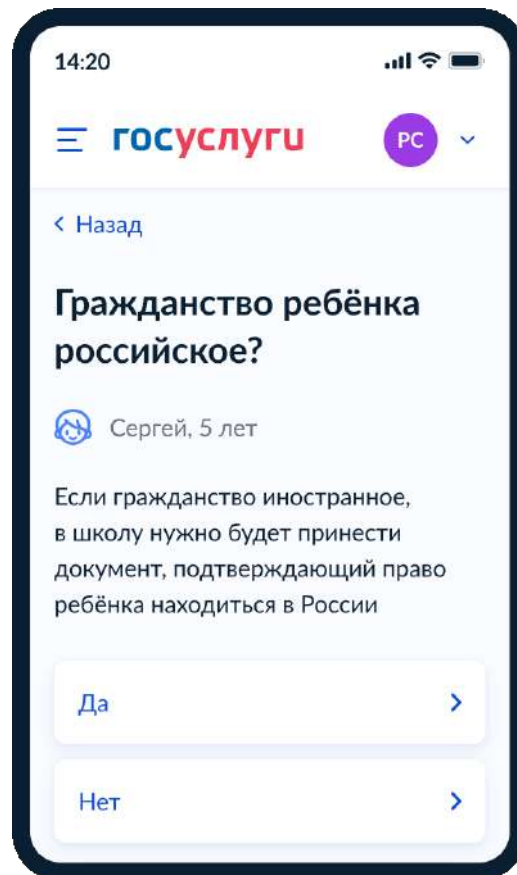 14:20
госуслуги
РС
Назад
Гражданство ребёнка
российское?
Сергей, 5 лет
Если гражданство иностранное,
в школу нужно будет принести
документ, подтверждающий право
ребёнка находиться в России
Да
Нет